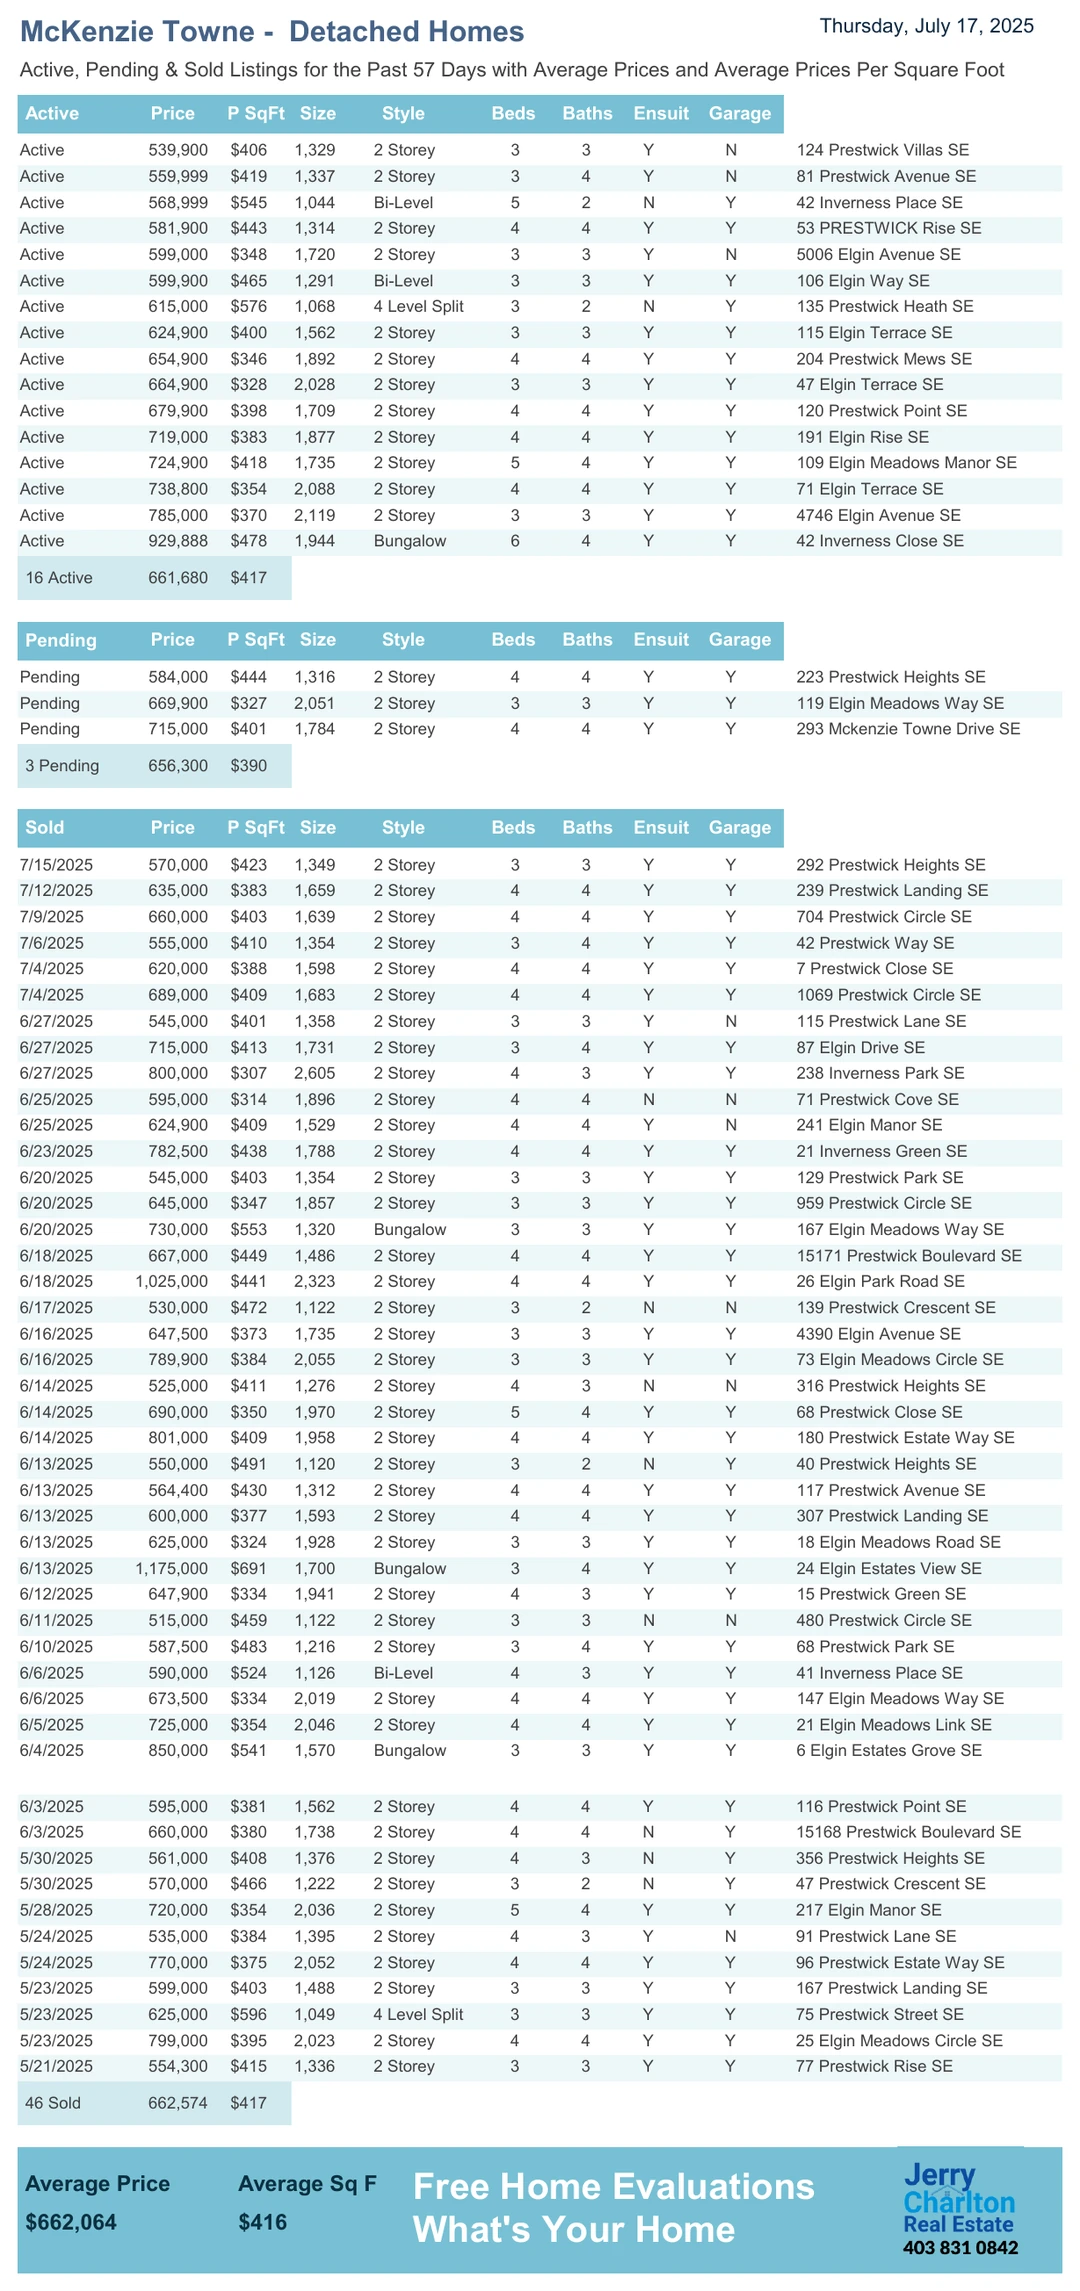 McKenzie Towne - Detached Homes
Thursday, July 17, 2025
Active, Pending & Sold Listings for the Past 57 Days with Average Prices and Average Prices Per Square Foot
Active Price P SqFt Size Style Beds Baths Ensuit Garage
Active 539,900 $406 1,329 2 Storey 3 3 Y N 124 Prestwick Villas SE
Active 559,999 $419 1,337 2 Storey 3 4 Y N 81 Prestwick Avenue SE
Active 568,999 $545 1,044 Bi-Level 5 2 N Y 42 Inverness Place SE
Active 581,900 $443 1,314 2 Storey 4 4 Y Y 53 PRESTWICK Rise SE
Active 599,000 $348 1,720 2 Storey 3 3 Y N 5006 Elgin Avenue SE
Active 599,900 $465 1,291 Bi-Level 3 3 Y Y 106 Elgin Way SE
Active 615,000 $576 1,068 4 Level Split 3 2 N Y 135 Prestwick Heath SE
Active 624,900 $400 1,562 2 Storey 3 3 Y Y 115 Elgin Terrace SE
Active 654,900 $346 1,892 2 Storey 4 4 Y Y 204 Prestwick Mews SE
Active 664,900 $328 2,028 2 Storey 3 3 Y Y 47 Elgin Terrace SE
Active 679,900 $398 1,709 2 Storey 4 4 Y Y 120 Prestwick Point SE
Active 719,000 $383 1,877 2 Storey 4 4 Y Y 191 Elgin Rise SE
Active 724,900 $418 1,735 2 Storey 5 4 Y Y 109 Elgin Meadows Manor SE
Active 738,800 $354 2,088 2 Storey 4 4 Y Y 71 Elgin Terrace SE
Active 785,000 $370 2,119 2 Storey 3 3 Y Y 4746 Elgin Avenue SE
Active 929,888 $478 1,944 Bungalow 6 4 Y Y 42 Inverness Close SE
16 Active 661,680 $417
Pending Price P SqFt Size Style Beds Baths Ensuit Garage
Pending 584,000 $444 1,316 2 Storey 4 4 Y Y 223 Prestwick Heights SE
Pending 669,900 $327 2,051 2 Storey 3 3 Y Y 119 Elgin Meadows Way SE
Pending 715,000 $401 1,784 2 Storey 4 4 Y Y 293 Mckenzie Towne Drive SE
3 Pending 656,300 $390
Sold Price P SqFt Size Style Beds Baths Ensuit Garage
7/15/2025 570,000 $423 1,349 2 Storey 3 3 Y Y 292 Prestwick Heights SE
7/12/2025 635,000 $383 1,659 2 Storey 4 4 Y Y 239 Prestwick Landing SE
7/9/2025 660,000 $403 1,639 2 Storey 4 4 Y Y 704 Prestwick Circle SE
7/6/2025 555,000 $410 1,354 2 Storey 3 4 Y Y 42 Prestwick Way SE
7/4/2025 620,000 $388 1,598 2 Storey 4 4 Y Y 7 Prestwick Close SE
7/4/2025 689,000 $409 1,683 2 Storey 4 4 Y Y 1069 Prestwick Circle SE
6/27/2025 545,000 $401 1,358 2 Storey 3 3 Y N 115 Prestwick Lane SE
6/27/2025 715,000 $413 1,731 2 Storey 3 4 Y Y 87 Elgin Drive SE
6/27/2025 800,000 $307 2,605 2 Storey 4 3 Y Y 238 Inverness Park SE
6/25/2025 595,000 $314 1,896 2 Storey 4 4 N N 71 Prestwick Cove SE
6/25/2025 624,900 $409 1,529 2 Storey 4 4 Y N 241 Elgin Manor SE
6/23/2025 782,500 $438 1,788 2 Storey 4 4 Y Y 21 Inverness Green SE
6/20/2025 545,000 $403 1,354 2 Storey 3 3 Y Y 129 Prestwick Park SE
6/20/2025 645,000 $347 1,857 2 Storey 3 3 Y Y 959 Prestwick Circle SE
6/20/2025 730,000 $553 1,320 Bungalow 3 3 Y Y 167 Elgin Meadows Way SE
6/18/2025 667,000 $449 1,486 2 Storey 4 4 Y Y 15171 Prestwick Boulevard SE
6/18/2025 1,025,000 $441 2,323 2 Storey 4 4 Y Y 26 Elgin Park Road SE
6/17/2025 530,000 $472 1,122 2 Storey 3 2 N N 139 Prestwick Crescent SE
6/16/2025 647,500 $373 1,735 2 Storey 3 3 Y Y 4390 Elgin Avenue SE
6/16/2025 789,900 $384 2,055 2 Storey 3 3 Y Y 73 Elgin Meadows Circle SE
6/14/2025 525,000 $411 1,276 2 Storey 4 3 N N 316 Prestwick Heights SE
6/14/2025 690,000 $350 1,970 2 Storey 5 4 Y Y 68 Prestwick Close SE
6/14/2025 801,000 $409 1,958 2 Storey 4 4 Y Y 180 Prestwick Estate Way SE
6/13/2025 550,000 $491 1,120 2 Storey 3 2 N Y 40 Prestwick Heights SE
6/13/2025 564,400 $430 1,312 2 Storey 4 4 Y Y 117 Prestwick Avenue SE
6/13/2025 600,000 $377 1,593 2 Storey 4 4 Y Y 307 Prestwick Landing SE
6/13/2025 625,000 $324 1,928 2 Storey 3 3 Y Y 18 Elgin Meadows Road SE
6/13/2025 1,175,000 $691 1,700 Bungalow 3 4 Y Y 24 Elgin Estates View SE
6/12/2025 647,900 $334 1,941 2 Storey 4 3 Y Y 15 Prestwick Green SE
6/11/2025 515,000 $459 1,122 2 Storey 3 3 N N 480 Prestwick Circle SE
6/10/2025 587,500 $483 1,216 2 Storey 3 4 Y Y 68 Prestwick Park SE
6/6/2025 590,000 $524 1,126 Bi-Level 4 3 Y Y 41 Inverness Place SE
6/6/2025 673,500 $334 2,019 2 Storey 4 4 Y Y 147 Elgin Meadows Way SE
6/5/2025 725,000 $354 2,046 2 Storey 4 4 Y Y 21 Elgin Meadows Link SE
6/4/2025 850,000 $541 1,570 Bungalow 3 3 Y Y 6 Elgin Estates Grove SE
6/3/2025 595,000 $381 1,562 2 Storey 4 4 Y Y 116 Prestwick Point SE
6/3/2025 660,000 $380 1,738 2 Storey 4 4 N Y 15168 Prestwick Boulevard SE
5/30/2025 561,000 $408 1,376 2 Storey 4 3 N Y 356 Prestwick Heights SE
5/30/2025 570,000 $466 1,222 2 Storey 3 2 N Y 47 Prestwick Crescent SE
5/28/2025 720,000 $354 2,036 2 Storey 5 4 Y Y 217 Elgin Manor SE
5/24/2025 535,000 $384 1,395 2 Storey 4 3 Y N 91 Prestwick Lane SE
5/24/2025 770,000 $375 2,052 2 Storey 4 4 Y Y 96 Prestwick Estate Way SE
5/23/2025 599,000 $403 1,488 2 Storey 3 3 Y Y 167 Prestwick Landing SE
5/23/2025 625,000 $596 1,049 4 Level Split 3 3 Y Y 75 Prestwick Street SE
5/23/2025 799,000 $395 2,023 2 Storey 4 4 Y Y 25 Elgin Meadows Circle SE
5/21/2025 554,300 $415 1,336 2 Storey 3 3 Y Y 77 Prestwick Rise SE
46 Sold 662,574 $417
Average Price Average Sq F
$662,064 $416
Free Home Evaluations
What's Your Home
Jerry
Charlton
Real Estate
403 831 0842